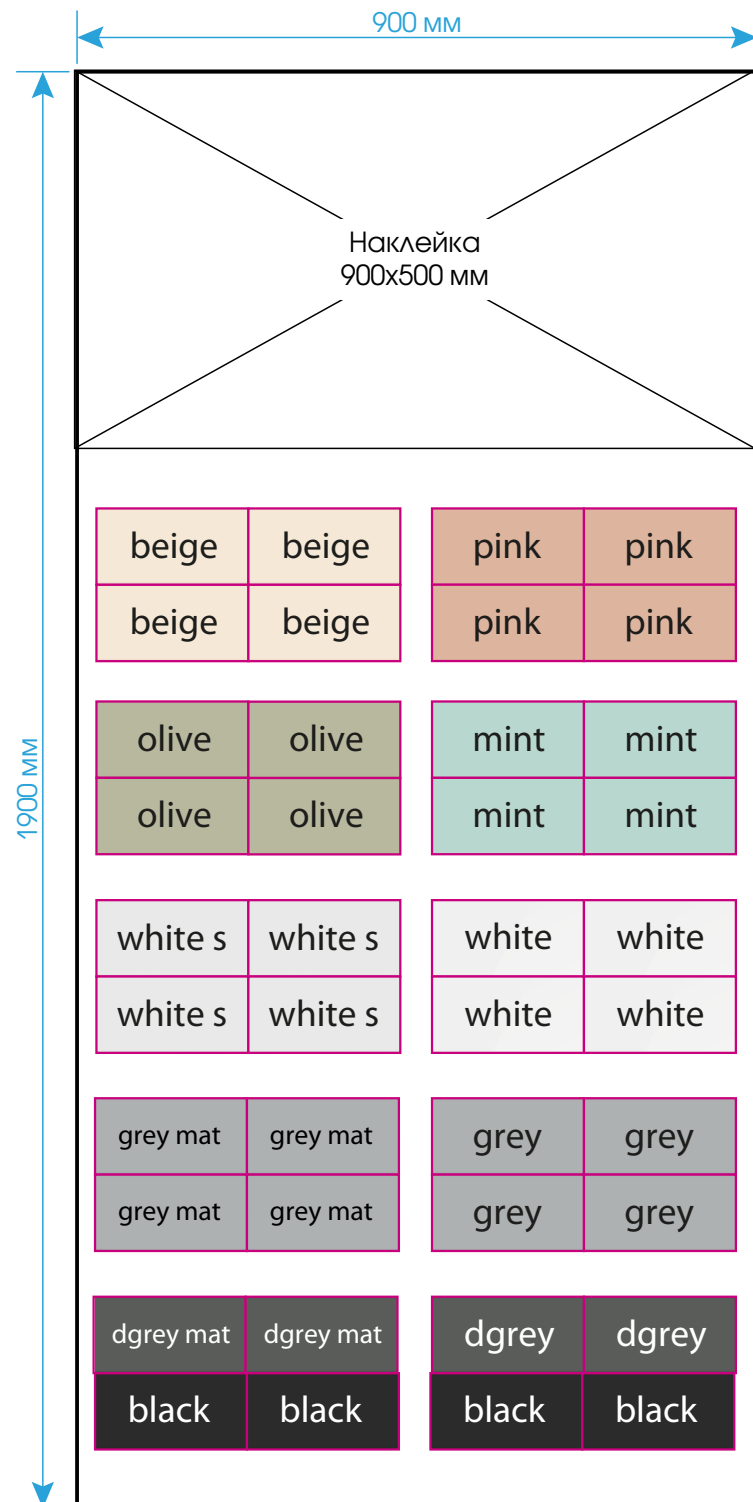 900 мм
Наклейка
900х500 мм
1900 мм
beige beige pink pink
beige beige pink pink
olive olive mint mint
olive olive mint mint
white s white s white white
white s white s white white
grey mat grey mat grey grey
grey mat grey mat grey grey
dgrey mat dgrey mat dgrey dgrey
black black black black